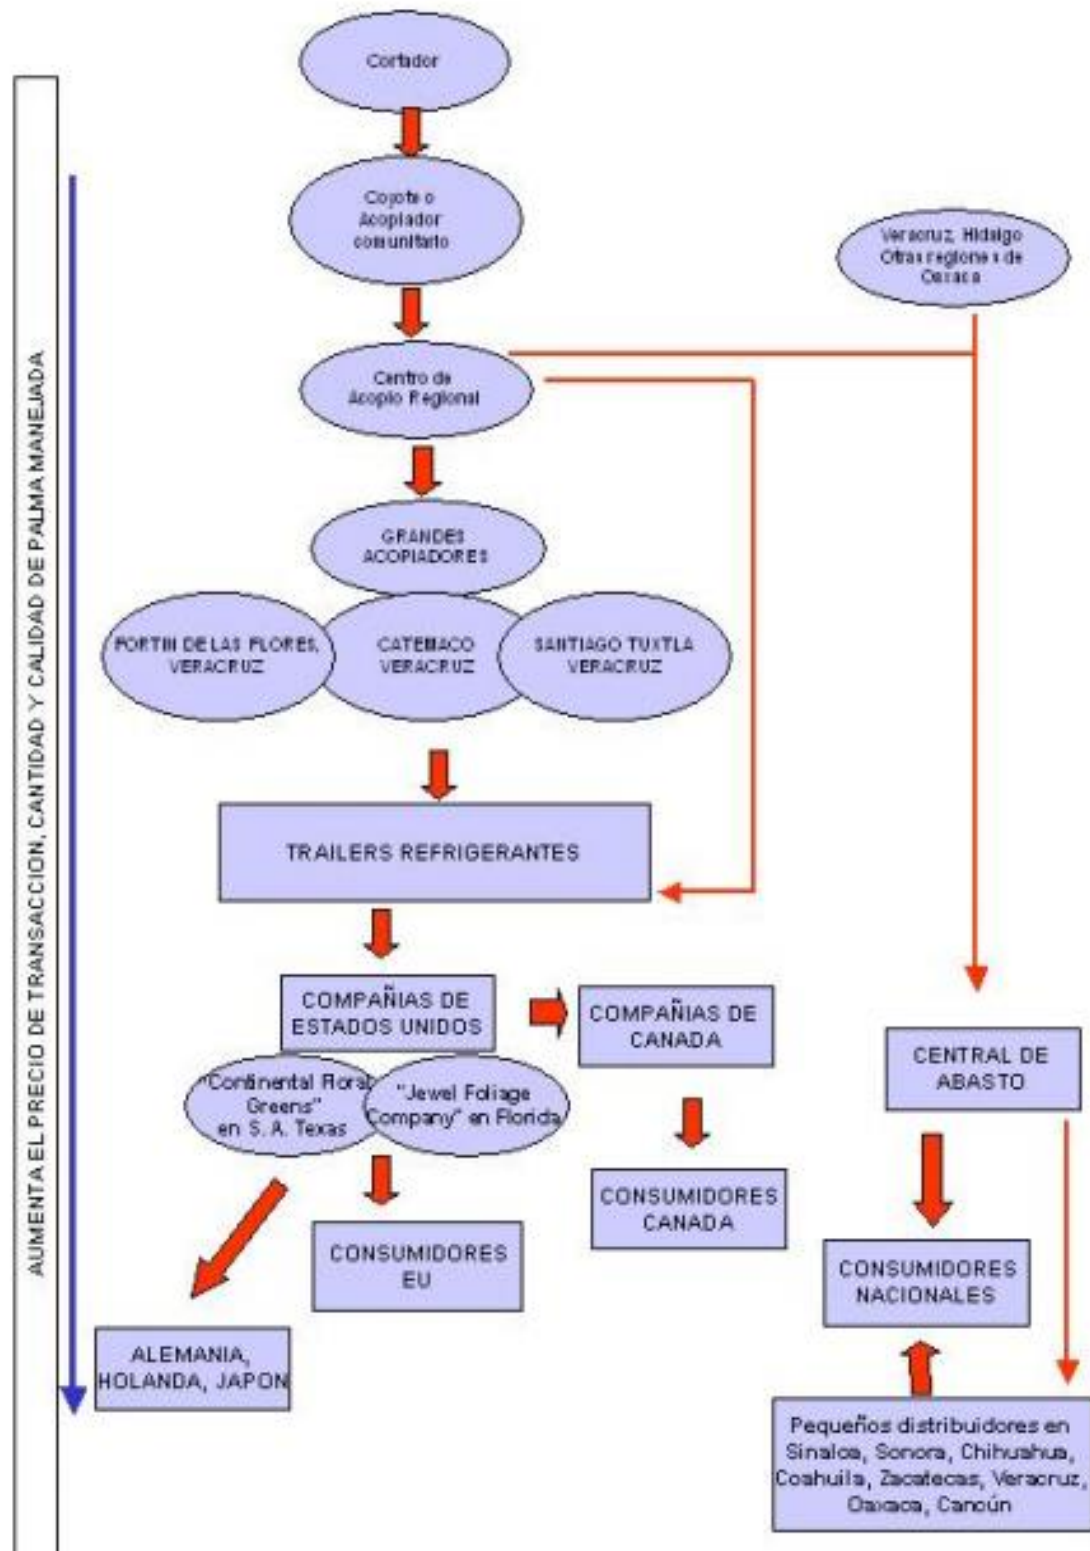 Cortador
Coyote o
Acopiador
comunitario
Veracruz, Hidalgo
Otras regiones de
Oaxaca
Centro de
Acopio Regional
GRANDES
ACOPIADORES
FORTIN DE LAS FLORES,
VERACRUZ
CATEMACO
VERACRUZ
SANTIAGO TUXTLA
VERACRUZ
TRAILERS REFRIGERANTES
COMPAÑIAS DE
ESTADOS UNIDOS
COMPAÑIAS DE
CANADA
"Continental Floral
Greens"
en S. A. Texas
"Jewel Foliage
Company" en Florida
CENTRAL DE
ABASTO
CONSUMIDORES
CANADA
CONSUMIDORES
EU
CONSUMIDORES
NACIONALES
ALEMANIA,
HOLANDA, JAPON
Pequeños distribuidores en
Sinaloa, Sonora, Chihuahua,
Coahuila, Zacatecas, Veracruz,
Oaxaca, Cancún
AUMENTA EL PRECIO DE TRANSACCION, CANTIDAD Y CALIDAD DE PALMA MANEJADA